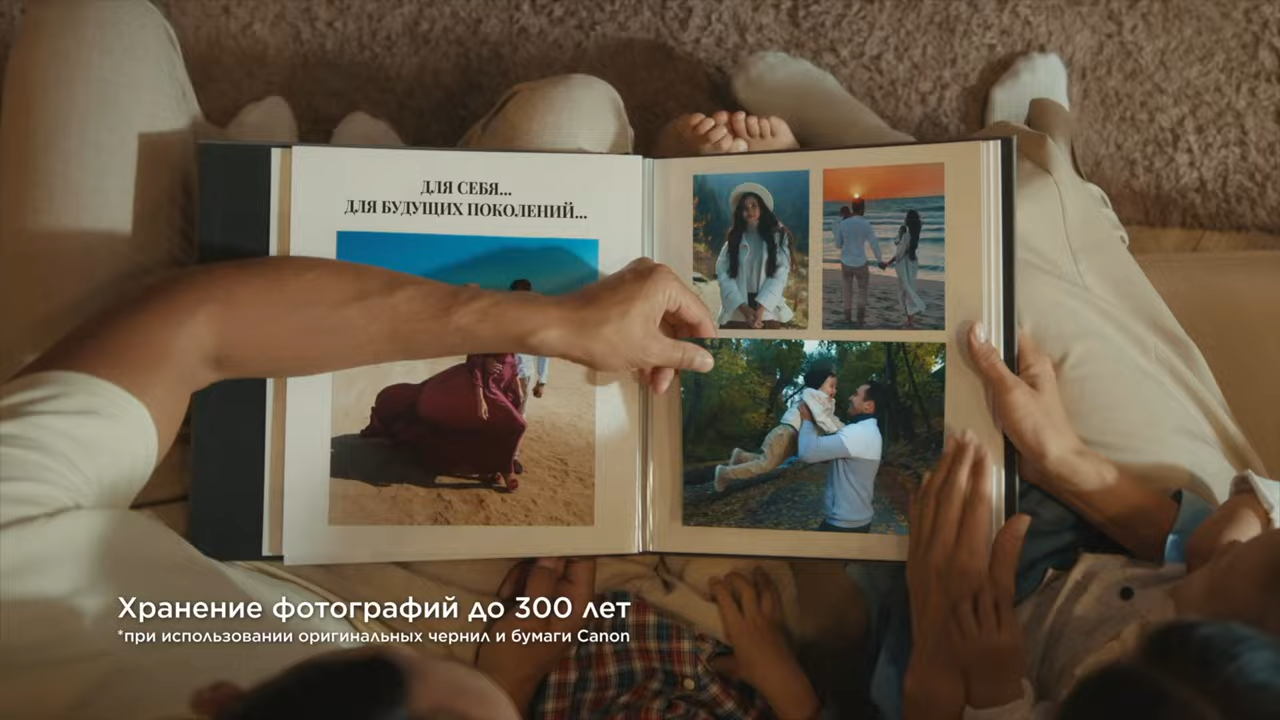 ДЛЯ СЕБЯ...
ДЛЯ БУДУЩИХ ПОКОЛЕНИЙ...
Хранение фотографий до 300 лет
*при использовании оригинальных чернил и бумаги Canon